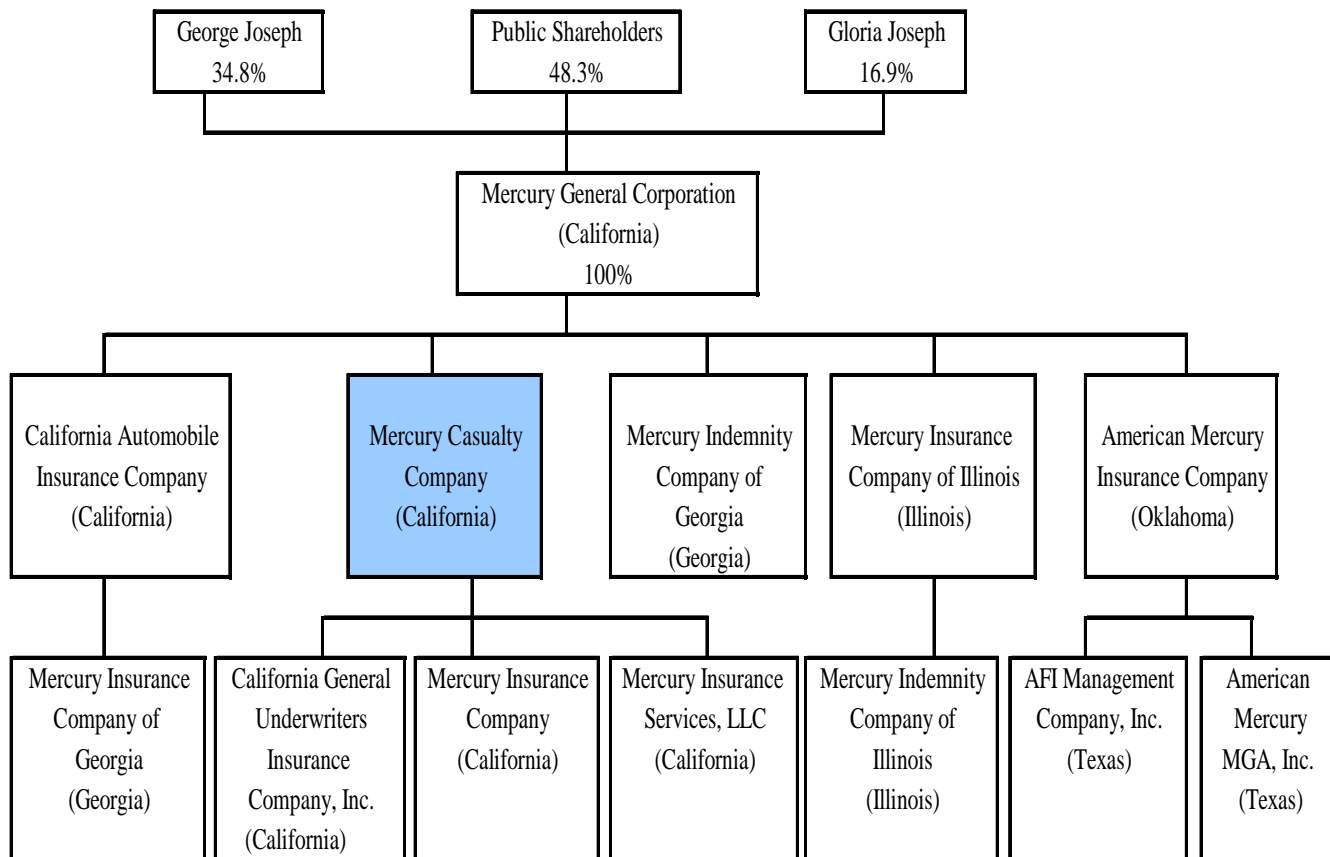 George Joseph
34.8%
Public Shareholders
48.3%
Gloria Joseph
16.9%
Mercury General Corporation
(California)
100%
California Automobile
Insurance Company
(California)
Mercury Casualty
Company
(California)
Mercury Indemnity
Company of
Georgia
(Georgia)
Mercury Insurance
Company of Illinois
(Illinois)
American Mercury
Insurance Company
(Oklahoma)
Mercury Insurance
Company of
Georgia
(Georgia)
California General
Underwriters
Insurance
Company, Inc.
(California)
Mercury Insurance
Company
(California)
Mercury Insurance
Services, LLC
(California)
Mercury Indemnity
Company of
Illinois
(Illinois)
AFI Management
Company, Inc.
(Texas)
American
Mercury
MGA, Inc.
(Texas)